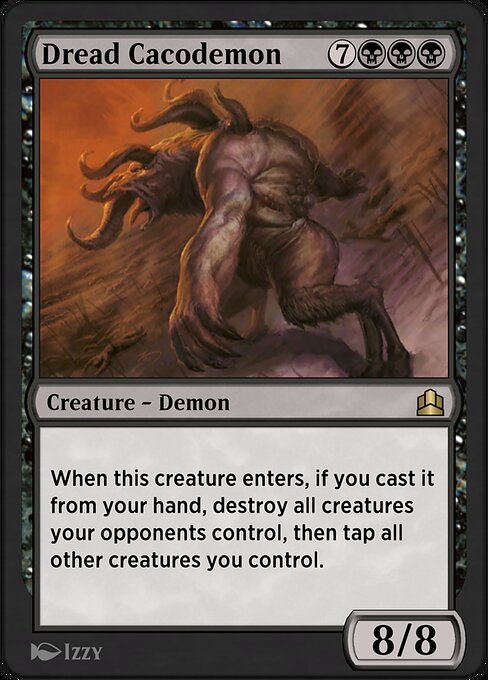 Dread Cacodemon 7
Creature – Demon
When this creature enters, if you cast it
from your hand, destroy all creatures
your opponents control, then tap all
other creatures you control.
8/8
Izzy